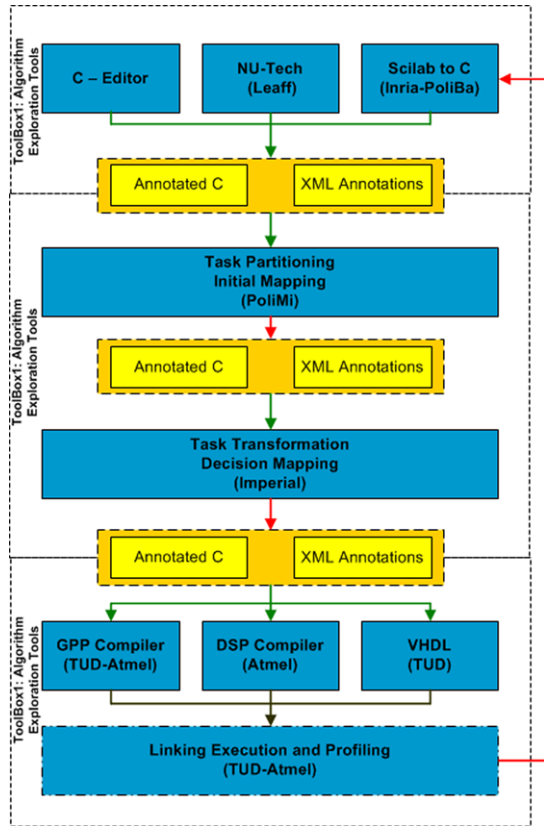 ToolBox1: Algorithm
Exploration Tools
C – Editor
NU-Tech
(Leaff)
Scilab to C
(Inria-PoliBa)
Annotated C
XML Annotations
ToolBox1: Algorithm
Exploration Tools
Task Partitioning
Initial Mapping
(PoliMi)
Annotated C
XML Annotations
Task Transformation
Decision Mapping
(Imperial)
Annotated C
XML Annotations
ToolBox1: Algorithm
Exploration Tools
GPP Compiler
(TUD-Atmel)
DSP Compiler
(Atmel)
VHDL
(TUD)
Linking Execution and Profiling
(TUD-Atmel)